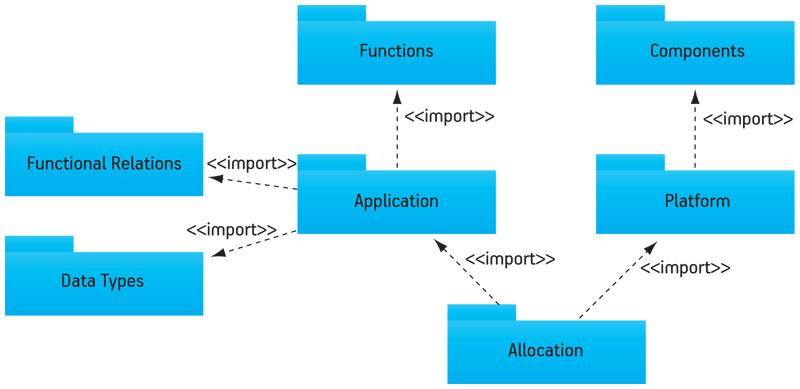 Functions
Components
<<import>>
<<import>>
Functional Relations
<<import>>
Application
Platform
<<import>>
Data Types
<<import>>
<<import>>
Allocation